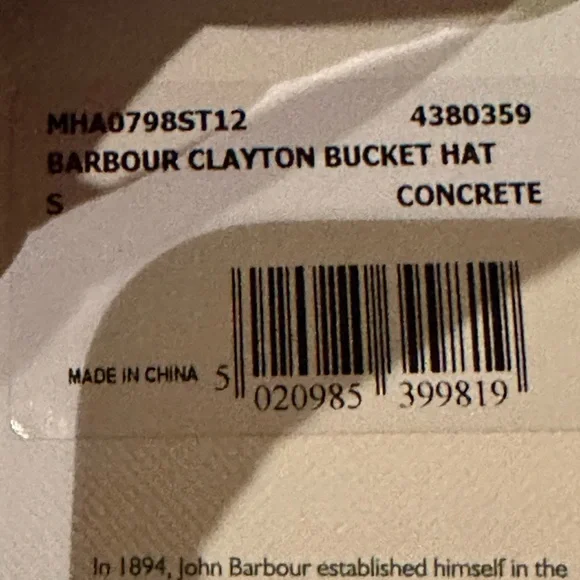 MHA0798ST12 4380359
BARBOUR CLAYTON BUCKET HAT
S CONCRETE
MADE IN CHINA 5 020985 399819
In 1894, John Barbour established himself in the